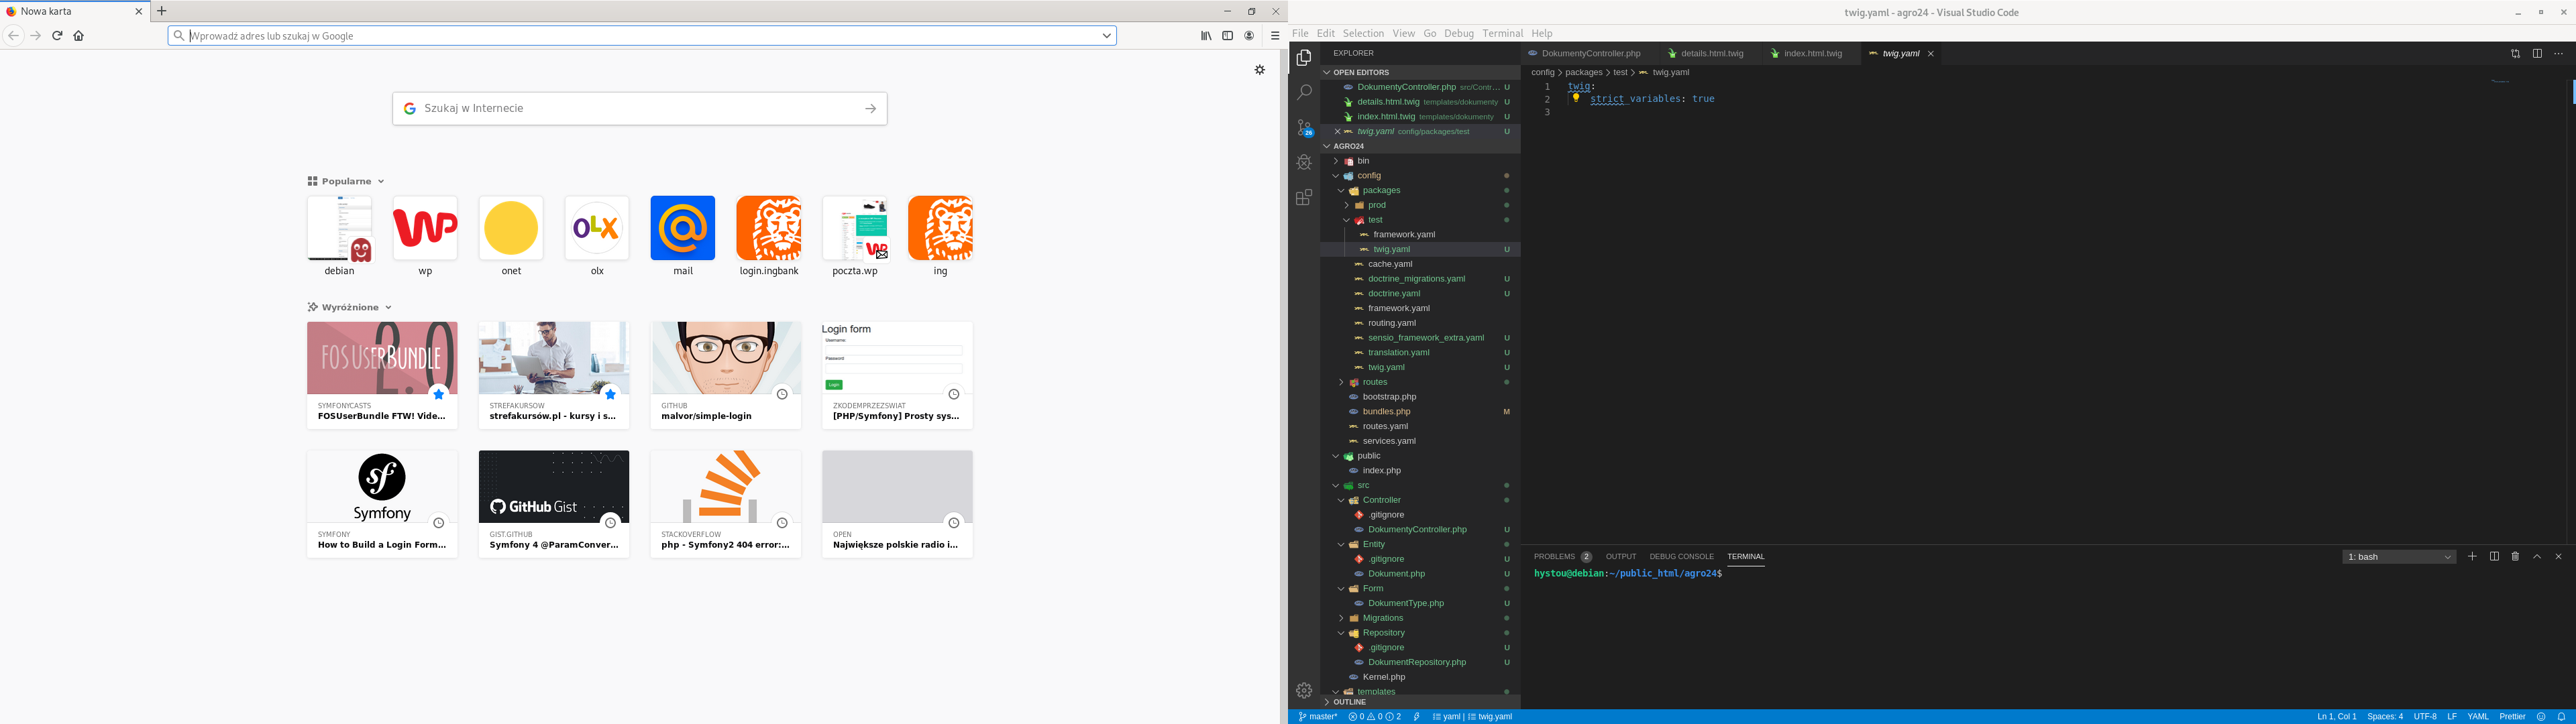 Nowa karta
Wprowadź adres lub szukaj w Google
Szukaj w Internecie
Popularne
debian
wp
onet
OLX
olx
mail
login.ingbank
poczta.wp
ing
Wyróżnione
FOSUSERBUNDLE
2.0
SYMFONYCASTS
FOSUserBundle FTW! Vide...
STREFAKURSOW
strefakursów.pl - kursy i s...
GITHUB
malvor/simple-login
Login form
Username:
Password
Login
ZKODEMPRZEZSWIAT
[PHP/Symfony] Prosty sys...
Symfony
SYMFONY
How to Build a Login Form...
GitHub Gist
GIST.GITHUB
Symfony 4 @ParamConver...
STACKOVERFLOW
php - Symfony2 404 error:...
OPEN
Największe polskie radio i...
twig.yaml - agro24 - Visual Studio Code
File Edit Selection View Go Debug Terminal Help
EXPLORER
OPEN EDITORS
DokumentyController.php src/Contr... U
details.html.twig templates/dokumenty U
index.html.twig templates/dokumenty U
twig.yaml config/packages/test U
26
AGRO24
bin
config
packages
prod
test
framework.yaml
twig.yaml U
cache.yaml
doctrine_migrations.yaml U
doctrine.yaml U
framework.yaml
routing.yaml
sensio_framework_extra.yaml U
translation.yaml U
twig.yaml U
routes
bootstrap.php
bundles.php M
routes.yaml
services.yaml
public
index.php
src
Controller
.gitignore
DokumentyController.php U
Entity
.gitignore U
Dokument.php U
Form
DokumentType.php U
Migrations
Repository
.gitignore U
DokumentRepository.php U
Kernel.php
templates
OUTLINE
DokumentyController.php details.html.twig index.html.twig twig.yaml
config > packages > test > twig.yaml
1 twig:
2 strict_variables: true
3
PROBLEMS 2 OUTPUT DEBUG CONSOLE TERMINAL 1: bash
hystou@debian:~/public_html/agro24$
master* 0 0 2 yaml | twig.yaml Ln 1, Col 1 Spaces: 4 UTF-8 LF YAML Prettier